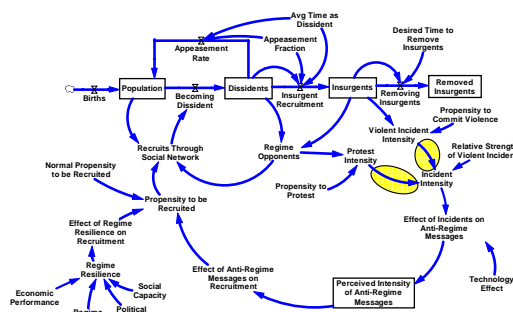 Avg Time as
Dissident
Appeasement
Fraction
Desired Time to
Remove
Insurgents
Appeasement
Rate
Births
Population
Becoming
Dissident
Dissidents
Insurgent
Recruitment
Insurgents
Removing
Insurgents
Removed
Insurgents
Propensity to
Commit Violence
Violent Incident
Intensity
Recruits Through
Social Network
Regime
Opponents
Protest
Intensity
Relative Strengt
of Violent Inciden
Incident
Intensity
Normal Propensity
to be Recruited
Propensity to
Protest
Propensity to be
Recruited
Effect of Regime
Resilience on
Recruitment
Effect of Incidents on
Anti-Regime
Messages
Regime
Resilience
Effect of Anti-Regime
Messages on
Recruitment
Technology
Effect
Economic
Performance
Social
Capacity
Political
Perceived Intensity
of Anti-Regime
Messages